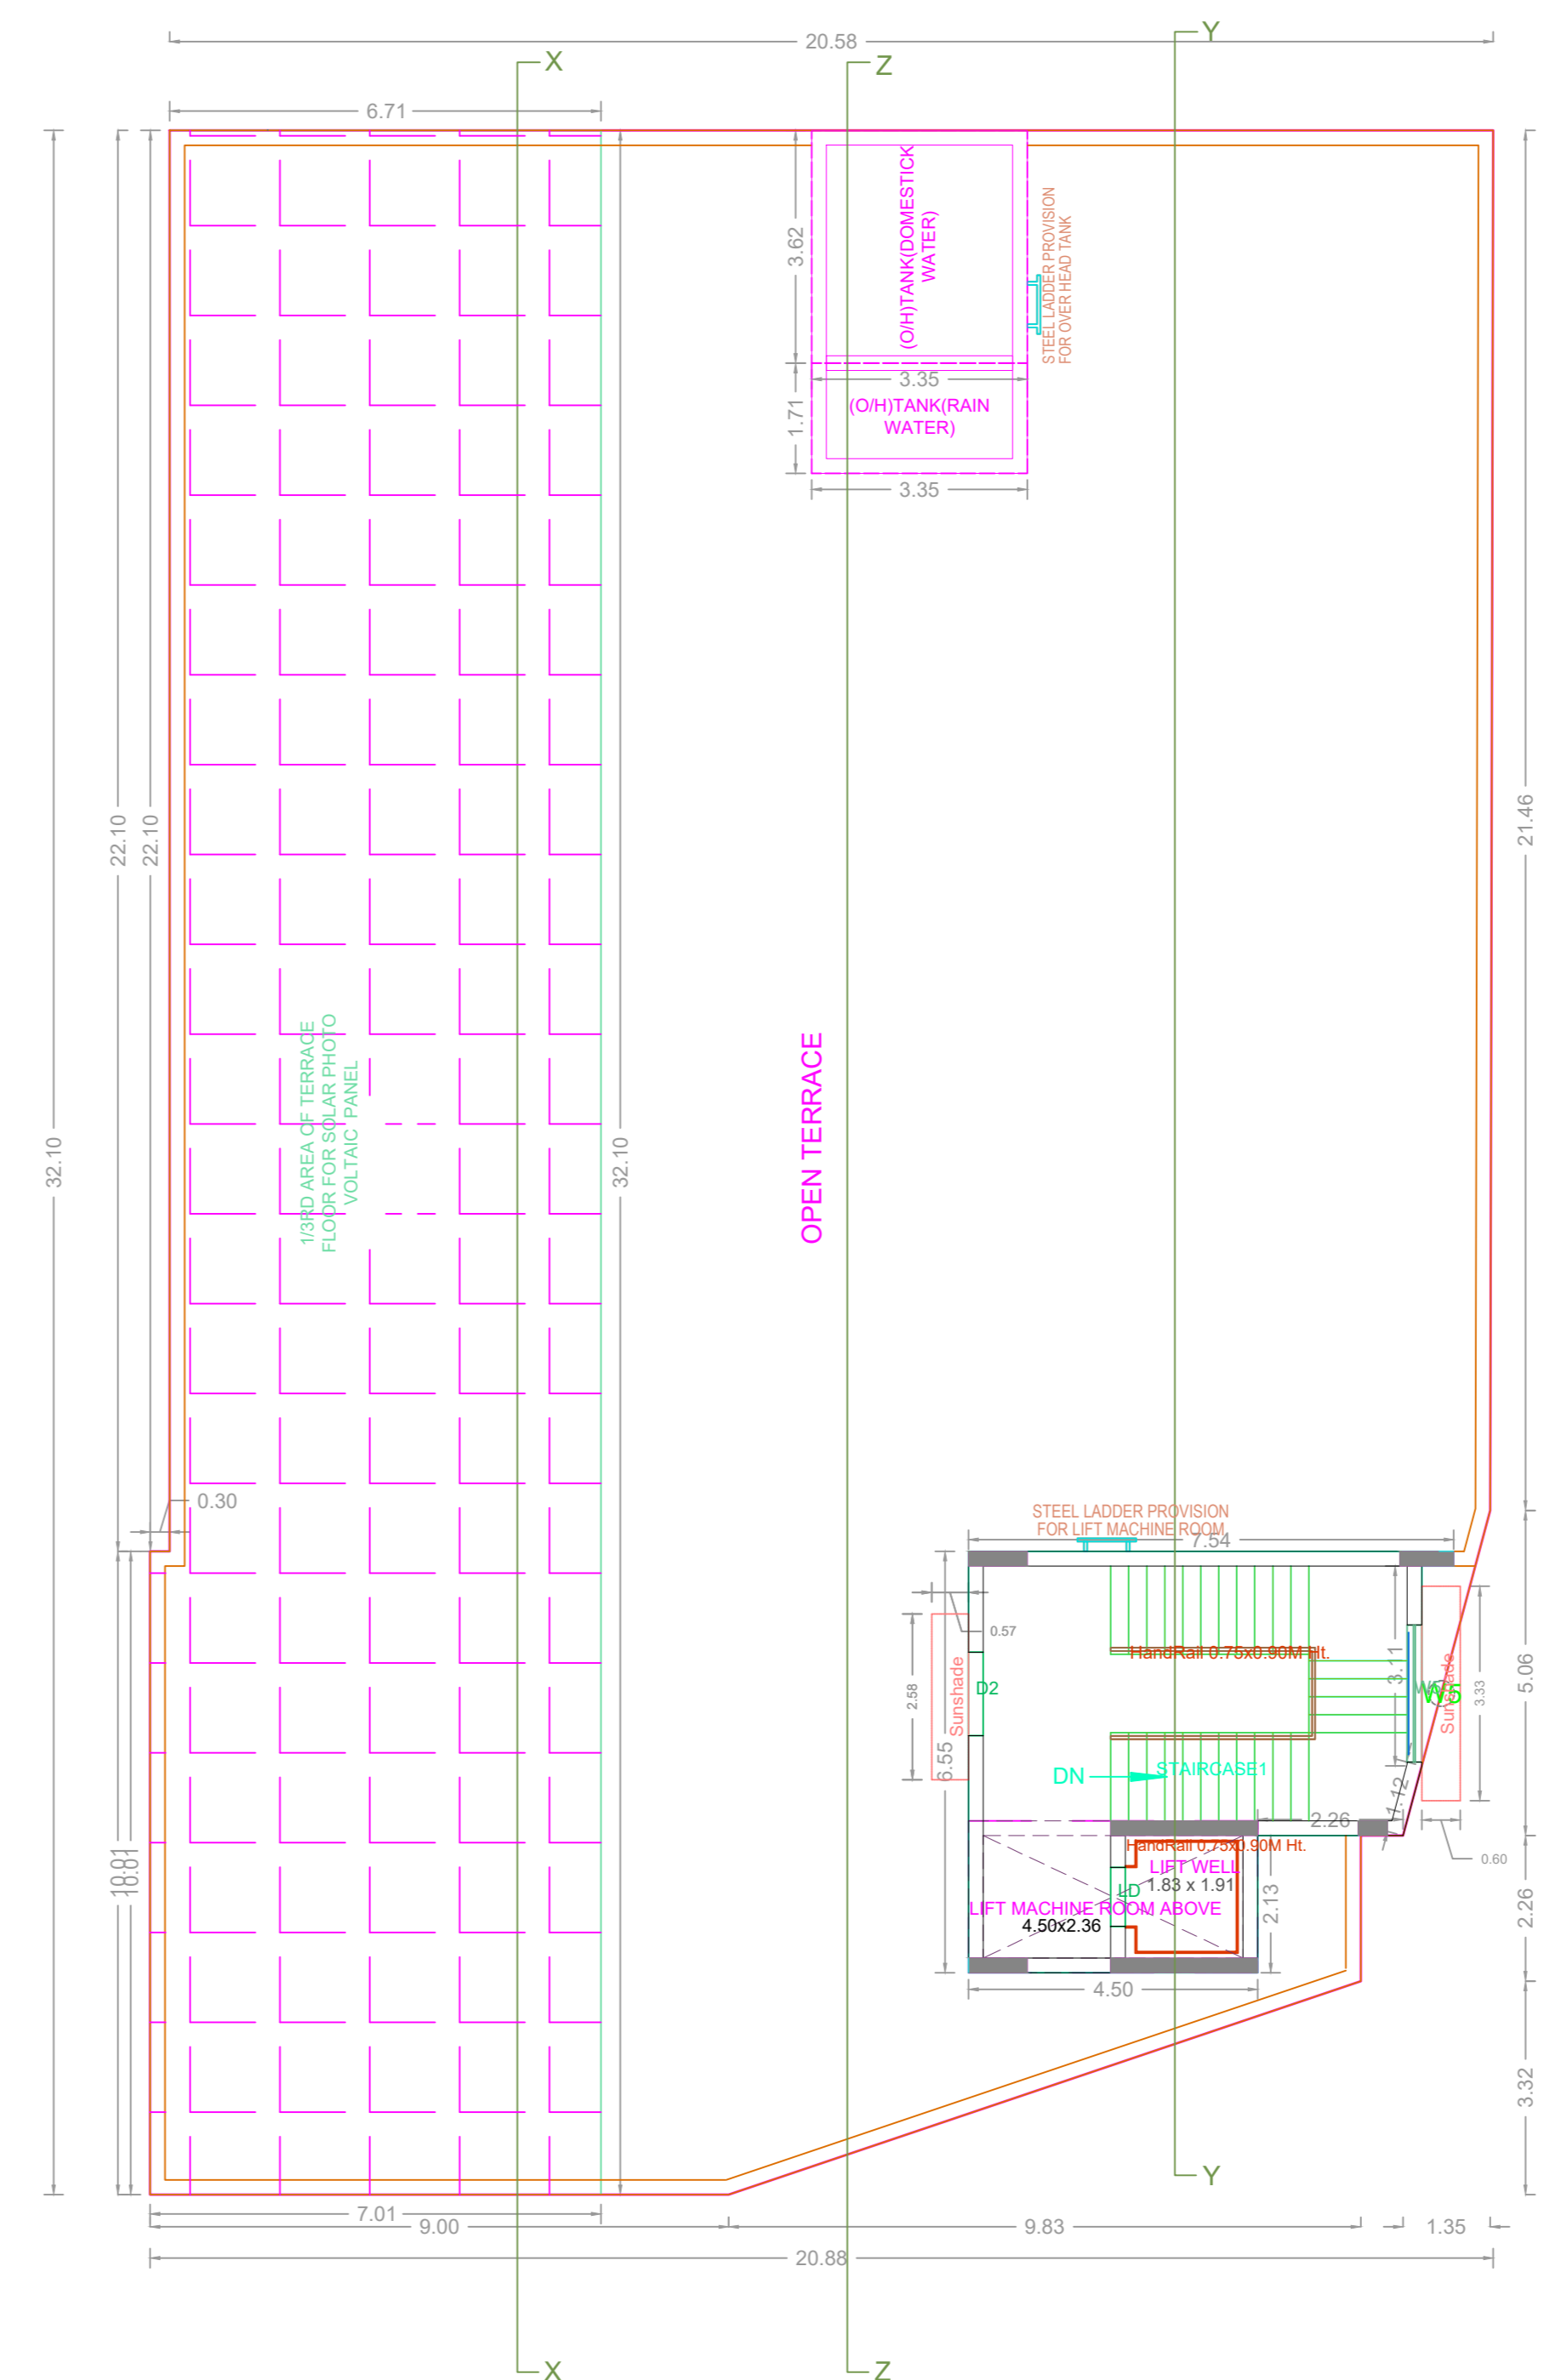 20.58
Y
X
Z
6.71
(O/H)TANK(DOMESTICK
WATER)
3.62
STEEL LADDER PROVISION
FOR OVER HEAD TANK
3.35
(O/H)TANK(RAIN
WATER)
1.71
3.35
22.10
22.10
21.46
32.10
1/3RD AREA OF TERRACE
FLOOR FOR SOLAR PHOTO
VOLTAIC PANEL
32.10
OPEN TERRACE
0.30
STEEL LADDER PROVISION
FOR LIFT MACHINE ROOM
7.54
0.57
HandRail 0.75x0.90M Ht.
3.11
Sunshade
2.58
D2
W5
Sunshade
3.33
5.06
6.55
DN
STAIRCASE1
1.12
2.26
HandRail 0.75x0.90M Ht.
0.60
LIFT WELL
1.83 x 1.91
LD
LIFT MACHINE ROOM ABOVE
4.50x2.36
2.13
2.26
10.01
10.01
4.50
3.32
Y
7.01
9.00
9.83
1.35
20.88
X
Z